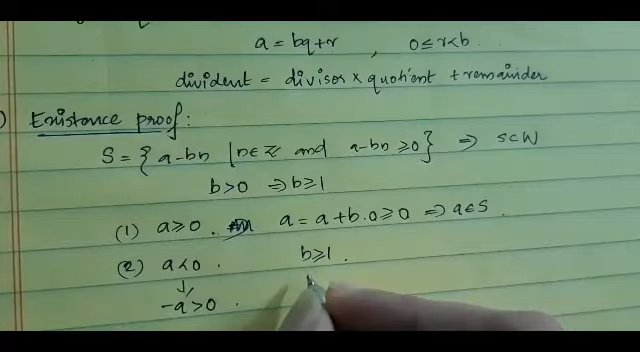 a = bq+r , 0≤r<b.
divident = divisor × quotient + remainder
) Existance proof:
S = { a-bn | n∈ℤ and a-bn ≥0} ⇒ S⊂W
b>0 ⇒ b≥1
(1) a≥0 . a = a+b.0≥0 ⇒ a∈S.
(2) a<0 . b≥1 .
↓
-a>0 .